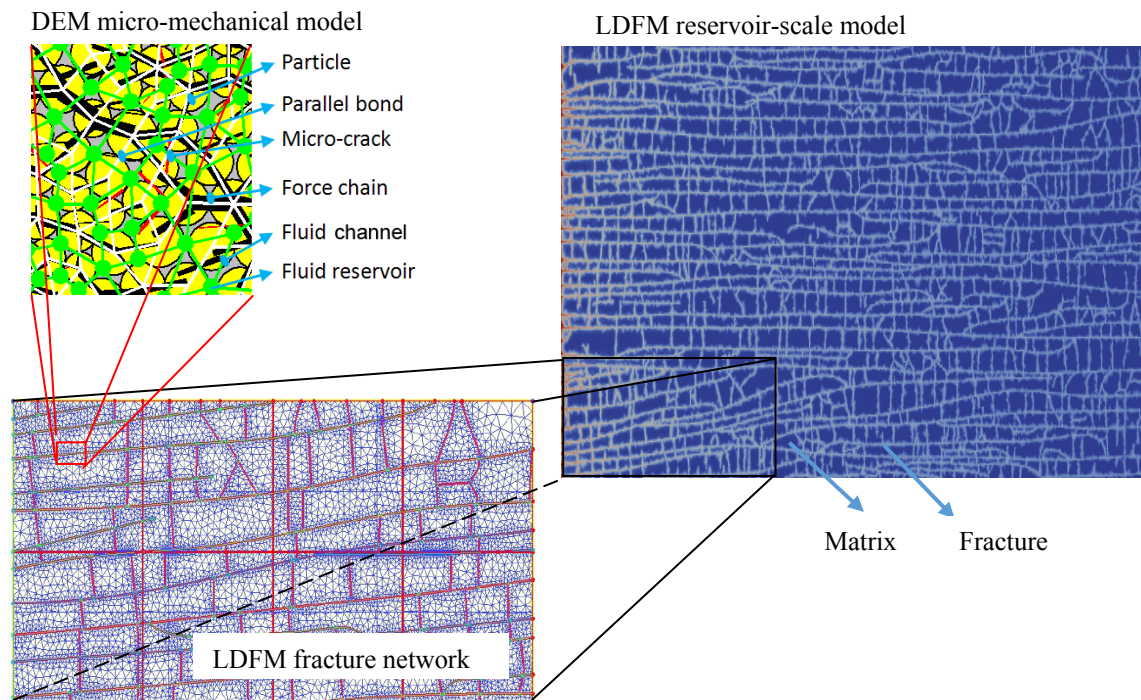 DEM micro-mechanical model
LDFM reservoir-scale model
Particle
Parallel bond
Micro-crack
Force chain
Fluid channel
Fluid reservoir
Matrix
Fracture
LDFM fracture network